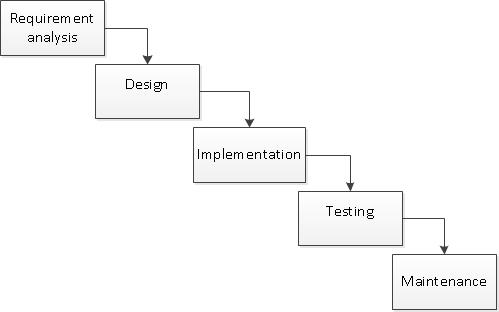 Requirement
analysis
Design
Implementation
Testing
Maintenance